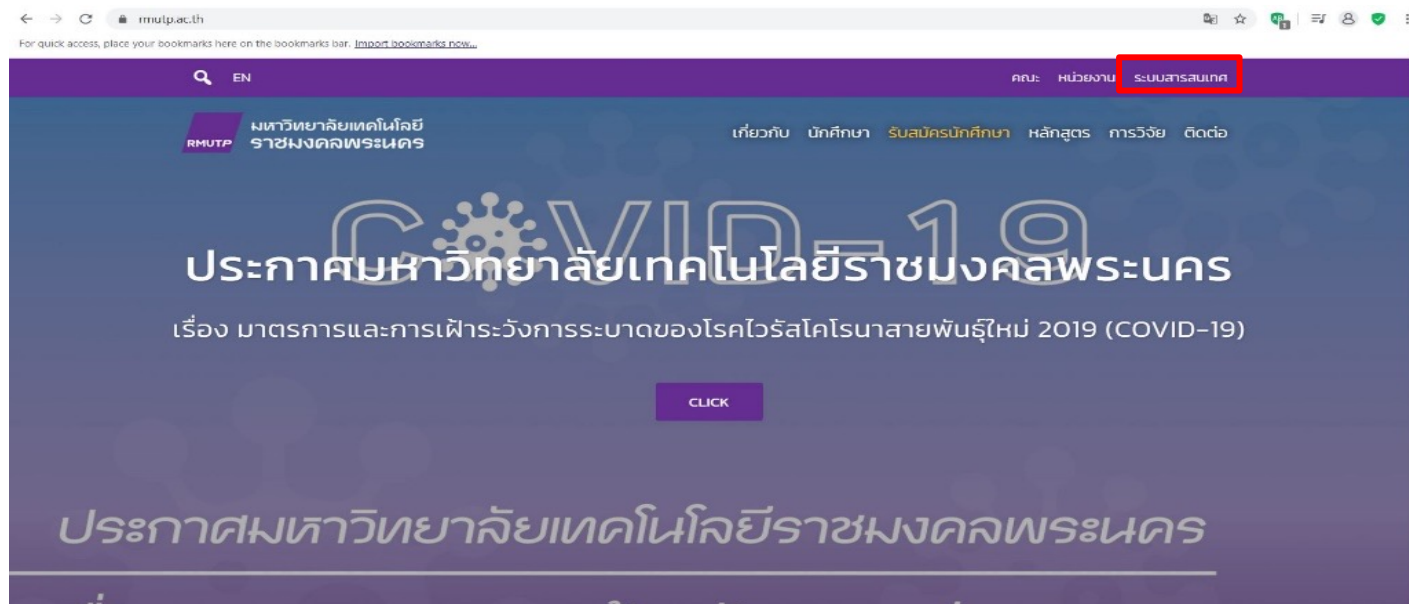 rmutp.ac.th
For quick access, place your bookmarks here on the bookmarks bar. Import bookmarks now...
EN คณะ หน่วยงาน ระบบสารสนเทศ
RMUTP
มหาวิทยาลัยเทคโนโลยี
ราชมงคลพระนคร
เกี่ยวกับ นักศึกษา รับสมัครนักศึกษา หลักสูตร การวิจัย ติดต่อ
COVID-19
ประกาศมหาวิทยาลัยเทคโนโลยีราชมงคลพระนคร
เรื่อง มาตรการและการเฝ้าระวังการระบาดของโรคไวรัสโคโรนาสายพันธุ์ใหม่ 2019 (COVID-19)
CLICK
ประกาศมหาวิทยาลัยเทคโนโลยีราชมงคลพระนคร